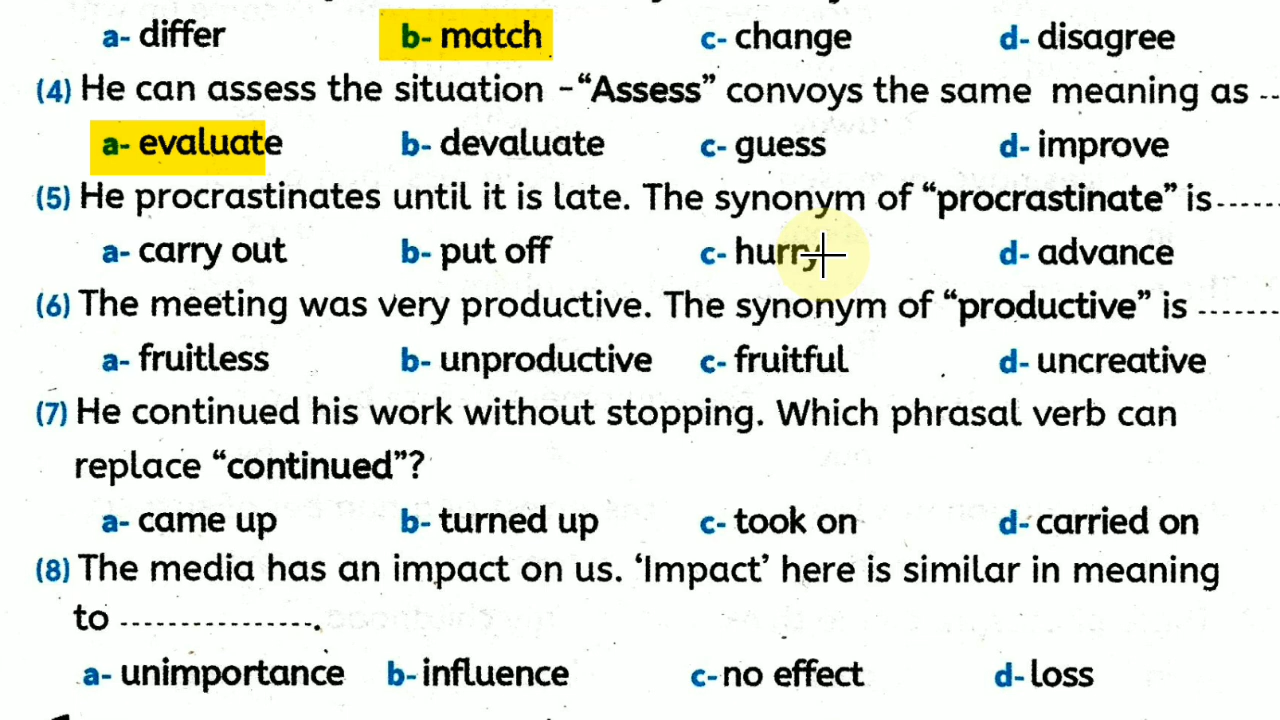 a- differ b- match c- change d- disagree
(4) He can assess the situation -“Assess” convoys the same meaning as --
a- evaluate b- devaluate c- guess d- improve
(5) He procrastinates until it is late. The synonym of “procrastinate” is-----
a- carry out b- put off c- hurry d- advance
(6) The meeting was very productive. The synonym of “productive” is -------
a- fruitless b- unproductive c- fruitful d- uncreative
(7) He continued his work without stopping. Which phrasal verb can
replace “continued”?
a- came up b- turned up c- took on d- carried on
(8) The media has an impact on us. ‘Impact’ here is similar in meaning
to ----------------.
a- unimportance b- influence c- no effect d- loss